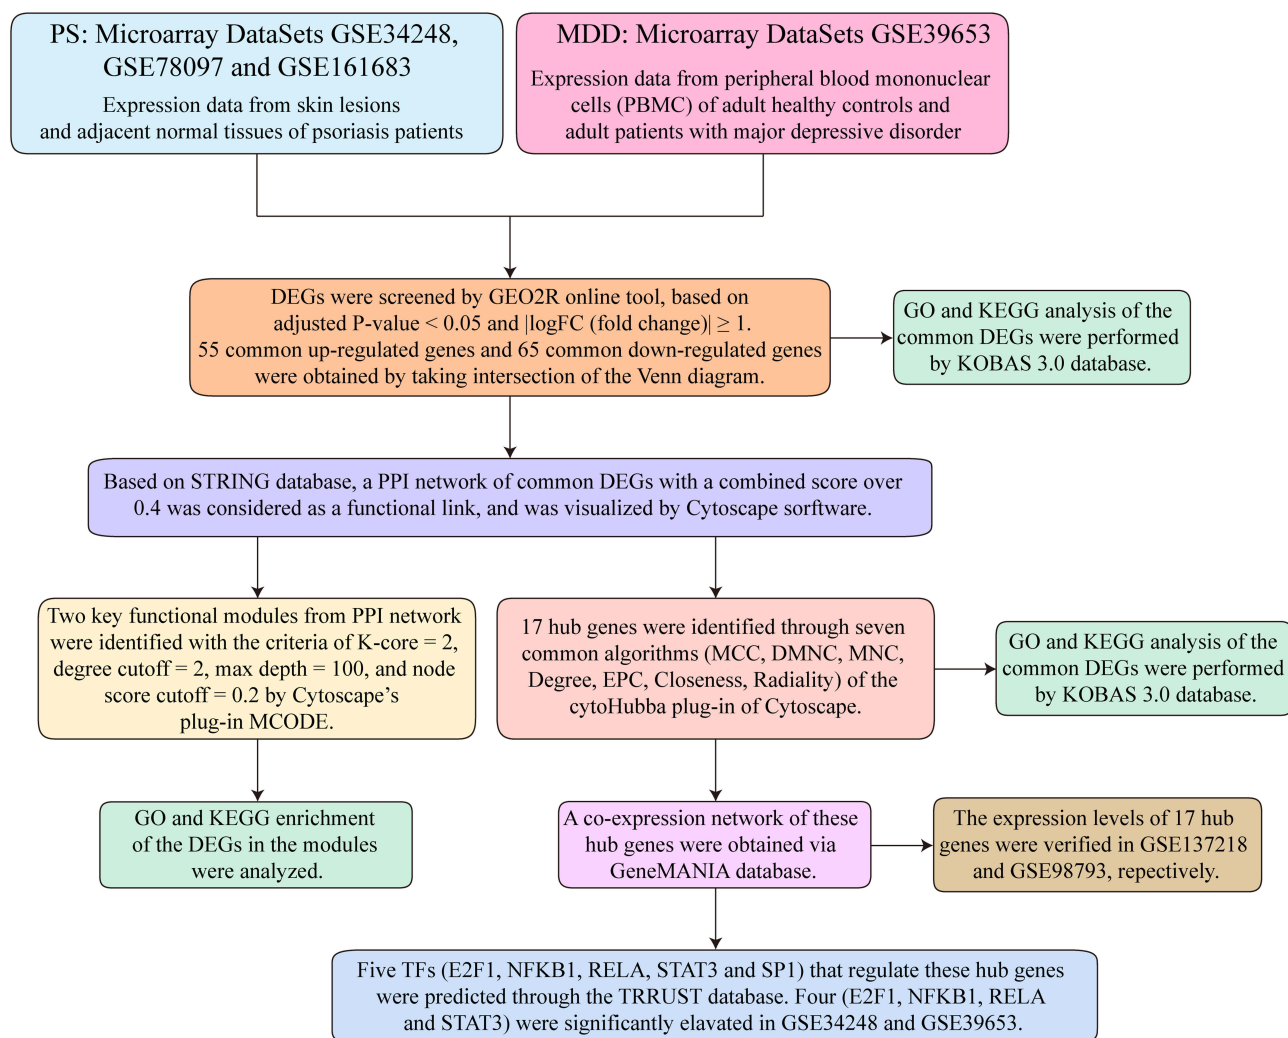 PS: Microarray DataSets GSE34248,
GSE78097 and GSE161683
Expression data from skin lesions
and adjacent normal tissues of psoriasis patients
MDD: Microarray DataSets GSE39653
Expression data from peripheral blood mononuclear
cells (PBMC) of adult healthy controls and
adult patients with major depressive disorder
DEGs were screened by GEO2R online tool, based on
adjusted P-value < 0.05 and |logFC (fold change)| ≥ 1.
55 common up-regulated genes and 65 common down-regulated genes
were obtained by taking intersection of the Venn diagram.
GO and KEGG analysis of the
common DEGs were performed
by KOBAS 3.0 database.
Based on STRING database, a PPI network of common DEGs with a combined score over
0.4 was considered as a functional link, and was visualized by Cytoscape sorftware.
Two key functional modules from PPI network
were identified with the criteria of K-core = 2,
degree cutoff = 2, max depth = 100, and node
score cutoff = 0.2 by Cytoscape's
plug-in MCODE.
17 hub genes were identified through seven
common algorithms (MCC, DMNC, MNC,
Degree, EPC, Closeness, Radiality) of the
cytoHubba plug-in of Cytoscape.
GO and KEGG analysis of the
common DEGs were performed
by KOBAS 3.0 database.
GO and KEGG enrichment
of the DEGs in the modules
were analyzed.
A co-expression network of these
hub genes were obtained via
GeneMANIA database.
The expression levels of 17 hub
genes were verified in GSE137218
and GSE98793, repectively.
Five TFs (E2F1, NFKB1, RELA, STAT3 and SP1) that regulate these hub genes
were predicted through the TRRUST database. Four (E2F1, NFKB1, RELA
and STAT3) were significantly elavated in GSE34248 and GSE39653.